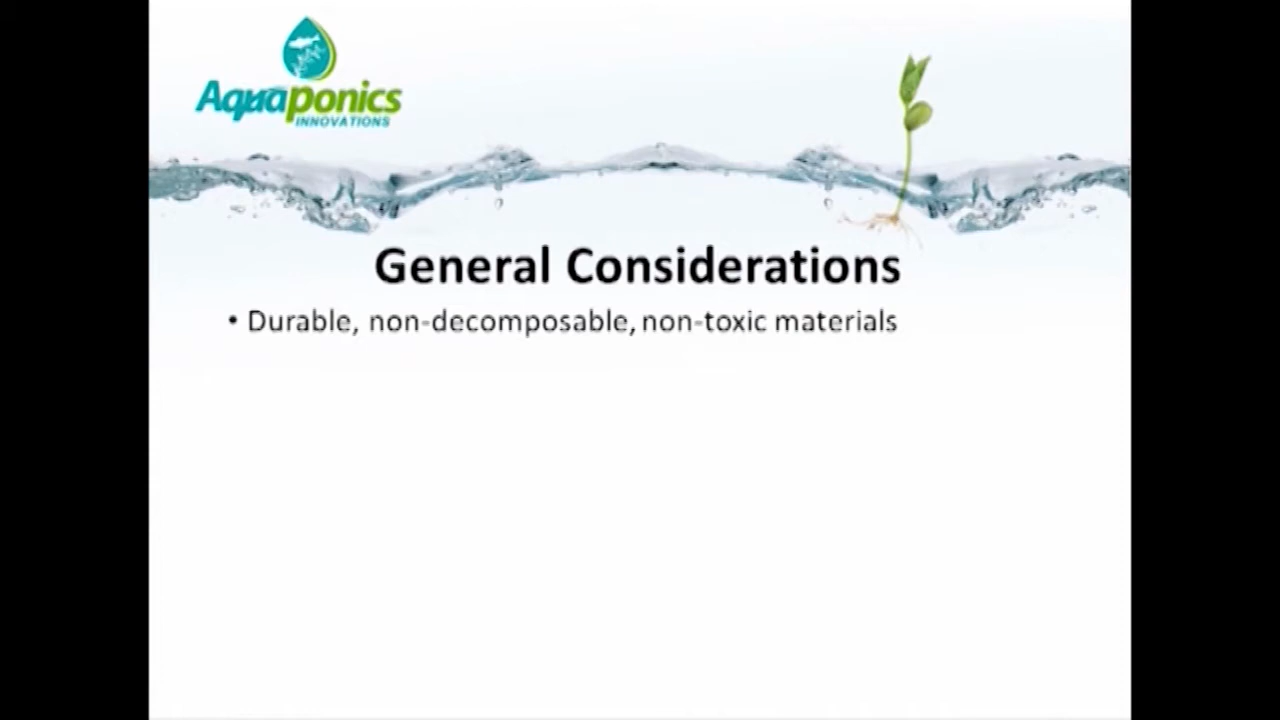 Aquaponics
INNOVATIONS
General Considerations
• Durable, non-decomposable, non-toxic materials